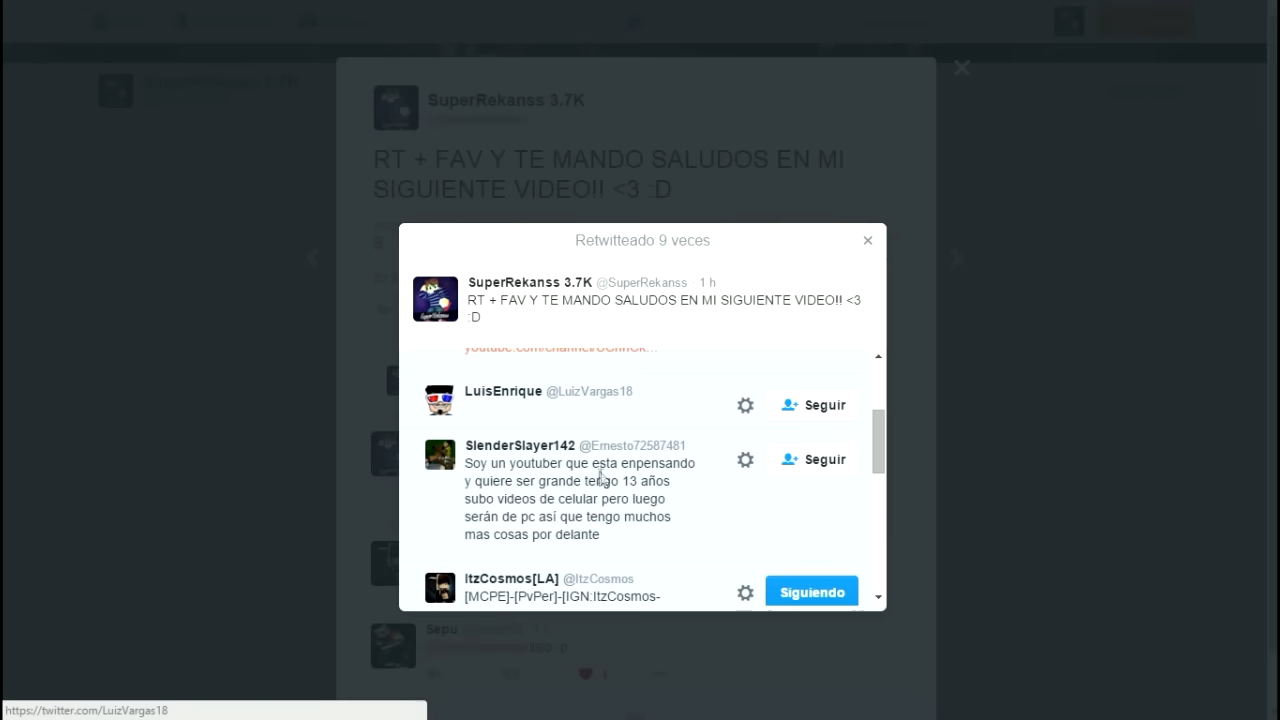 SuperRekanss 3.7K
RT + FAV Y TE MANDO SALUDOS EN MI
SIGUIENTE VIDEO!! <3 :D
Retwitteado 9 veces
SuperRekanss 3.7K @SuperRekanss 1 h
RT + FAV Y TE MANDO SALUDOS EN MI SIGUIENTE VIDEO!! <3
:D
LuisEnrique @LuizVargas18
Seguir
SlenderSlayer142 @Ernesto72587481
Seguir
Soy un youtuber que esta enpensando
y quiere ser grande tengo 13 años
subo videos de celular pero luego
serán de pc así que tengo muchos
mas cosas por delante
ItzCosmos[LA] @ItzCosmos
[MCPE]-[PvPer]-[IGN:ItzCosmos-
Siguiendo
Sepu
https://twitter.com/LuizVargas18